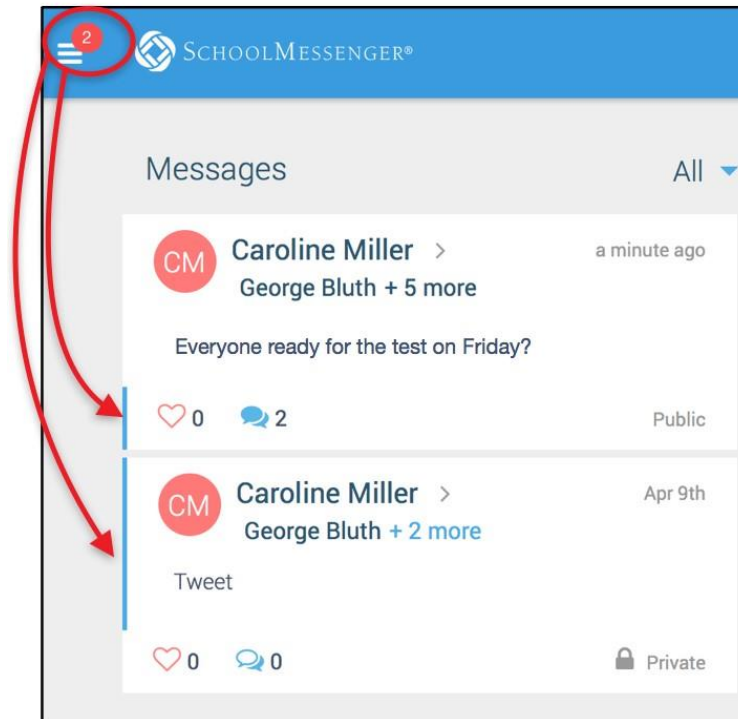 2
SCHOOLMESSENGER®
Messages All
CM Caroline Miller > a minute ago
George Bluth + 5 more
Everyone ready for the test on Friday?
0 2 Public
CM Caroline Miller > Apr 9th
George Bluth + 2 more
Tweet
0 0 Private